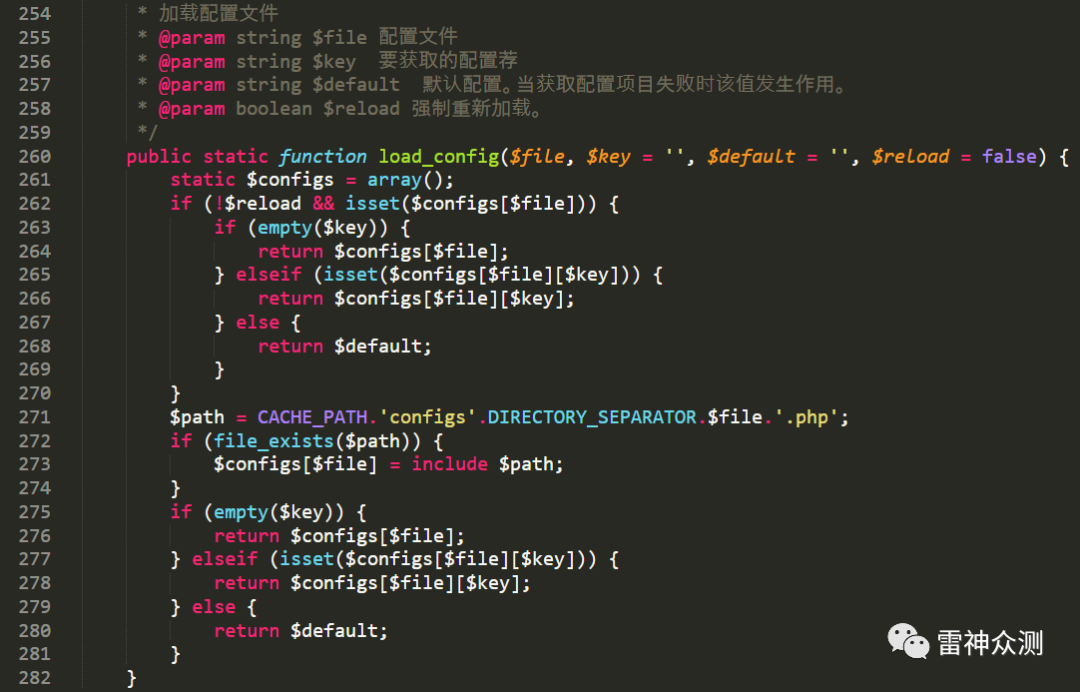 254 * 加载配置文件
255 * @param string $file 配置文件
256 * @param string $key  要获取的配置荐
257 * @param string $default  默认配置。当获取配置项目失败时该值发生作用。
258 * @param boolean $reload 强制重新加载。
259 */
260 public static function load_config($file, $key = '', $default = '', $reload = false) {
261 static $configs = array();
262 if (!$reload && isset($configs[$file])) {
263 if (empty($key)) {
264 return $configs[$file];
265 } elseif (isset($configs[$file][$key])) {
266 return $configs[$file][$key];
267 } else {
268 return $default;
269 }
270 }
271 $path = CACHE_PATH.'configs'.DIRECTORY_SEPARATOR.$file.'.php';
272 if (file_exists($path)) {
273 $configs[$file] = include $path;
274 }
275 if (empty($key)) {
276 return $configs[$file];
277 } elseif (isset($configs[$file][$key])) {
278 return $configs[$file][$key];
279 } else {
280 return $default;
281 }
282 }
雷神众测